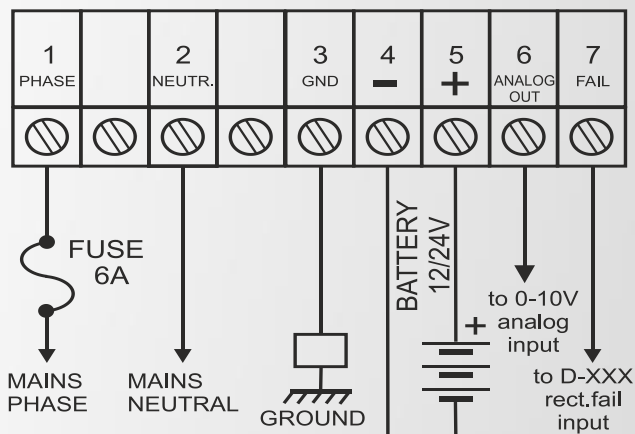 1 2 3 4 5 6 7
PHASE NEUTR. GND - + ANALOG OUT FAIL
FUSE
6A
BATTERY
12/24V
+
to 0-10V
analog
input
MAINS
PHASE
MAINS
NEUTRAL
GROUND
to D-XXX
rect.fail
input